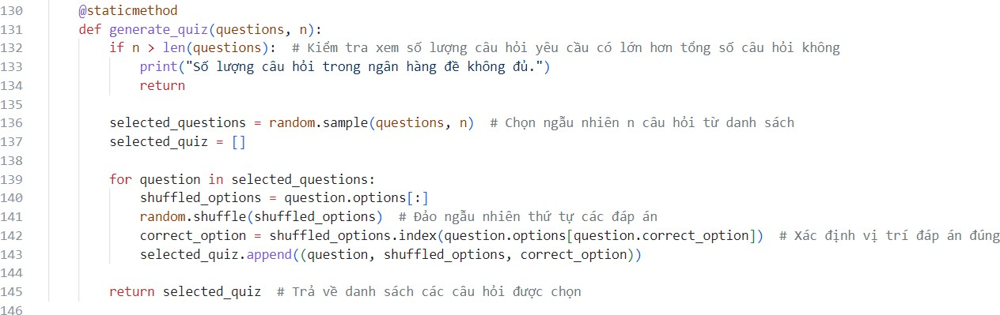 130 @staticmethod
131 def generate_quiz(questions, n):
132 if n > len(questions): # Kiểm tra xem số lượng câu hỏi yêu cầu có lớn hơn tổng số câu hỏi không
133 print("Số lượng câu hỏi trong ngân hàng đề không đủ.")
134 return
135
136 selected_questions = random.sample(questions, n) # Chọn ngẫu nhiên n câu hỏi từ danh sách
137 selected_quiz = []
138
139 for question in selected_questions:
140 shuffled_options = question.options[:]
141 random.shuffle(shuffled_options) # Đảo ngẫu nhiên thứ tự các đáp án
142 correct_option = shuffled_options.index(question.options[question.correct_option]) # Xác định vị trí đáp án đúng
143 selected_quiz.append((question, shuffled_options, correct_option))
144
145 return selected_quiz # Trả về danh sách các câu hỏi được chọn
146